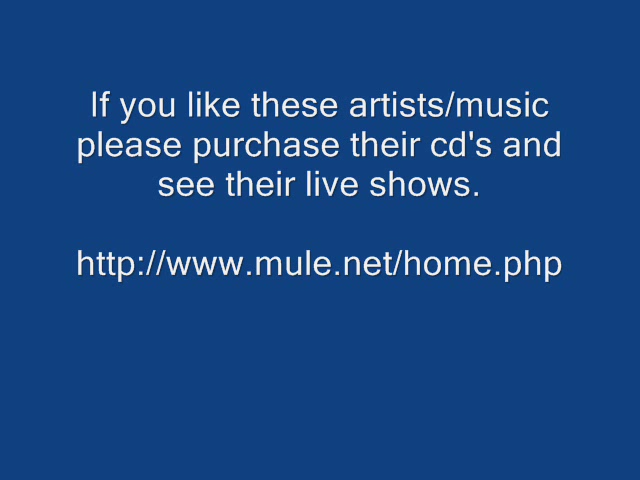 If you like these artists/music
please purchase their cd's and
see their live shows.
http://www.mule.net/home.php